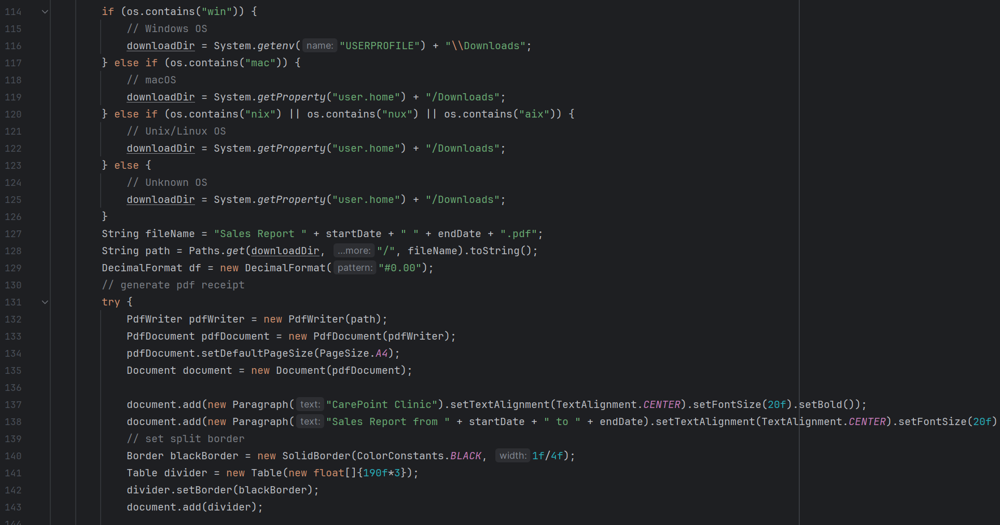 114 if (os.contains("win")) {
115 // Windows OS
116 downloadDir = System.getenv( name: "USERPROFILE") + "\\Downloads";
117 } else if (os.contains("mac")) {
118 // macOS
119 downloadDir = System.getProperty("user.home") + "/Downloads";
120 } else if (os.contains("nix") || os.contains("nux") || os.contains("aix")) {
121 // Unix/Linux OS
122 downloadDir = System.getProperty("user.home") + "/Downloads";
123 } else {
124 // Unknown OS
125 downloadDir = System.getProperty("user.home") + "/Downloads";
126 }
127 String fileName = "Sales Report " + startDate + " " + endDate + ".pdf";
128 String path = Paths.get(downloadDir, ...more: "/", fileName).toString();
129 DecimalFormat df = new DecimalFormat( pattern: "#0.00");
130 // generate pdf receipt
131 try {
132 PdfWriter pdfWriter = new PdfWriter(path);
133 PdfDocument pdfDocument = new PdfDocument(pdfWriter);
134 pdfDocument.setDefaultPageSize(PageSize.A4);
135 Document document = new Document(pdfDocument);
136
137 document.add(new Paragraph( text: "CarePoint Clinic").setTextAlignment(TextAlignment.CENTER).setFontSize(20f).setBold());
138 document.add(new Paragraph( text: "Sales Report from " + startDate + " to " + endDate).setTextAlignment(TextAlignment.CENTER).setFontSize(20f)
139 // set split border
140 Border blackBorder = new SolidBorder(ColorConstants.BLACK, width: 1f/4f);
141 Table divider = new Table(new float[]{190f*3});
142 divider.setBorder(blackBorder);
143 document.add(divider);
144